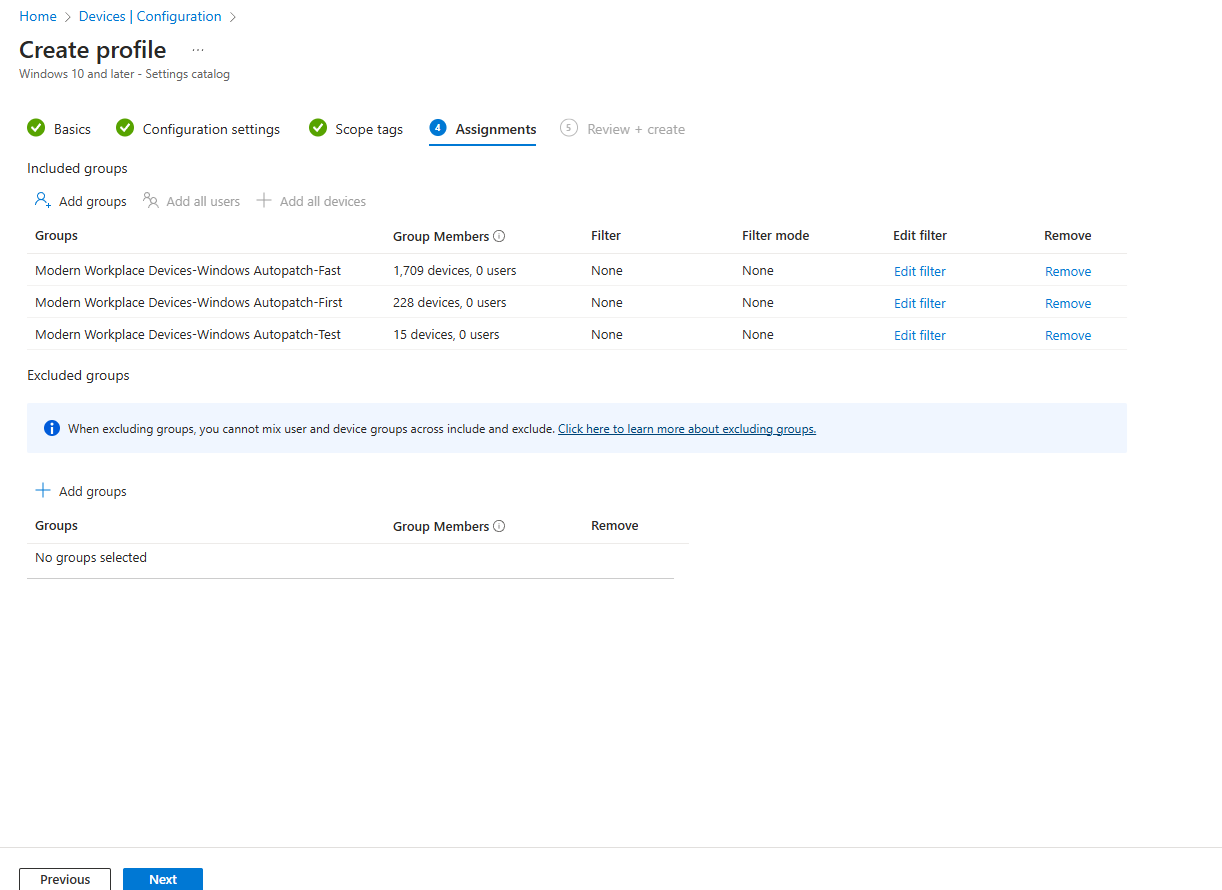 Home > Devices | Configuration >
Create profile ...
Windows 10 and later - Settings catalog
Basics Configuration settings Scope tags 4 Assignments 5 Review + create
Included groups
Add groups Add all users Add all devices
Groups Group Members Filter Filter mode Edit filter Remove
Modern Workplace Devices-Windows Autopatch-Fast 1,709 devices, 0 users None None Edit filter Remove
Modern Workplace Devices-Windows Autopatch-First 228 devices, 0 users None None Edit filter Remove
Modern Workplace Devices-Windows Autopatch-Test 15 devices, 0 users None None Edit filter Remove
Excluded groups
When excluding groups, you cannot mix user and device groups across include and exclude. Click here to learn more about excluding groups.
Add groups
Groups Group Members Remove
No groups selected
Previous Next